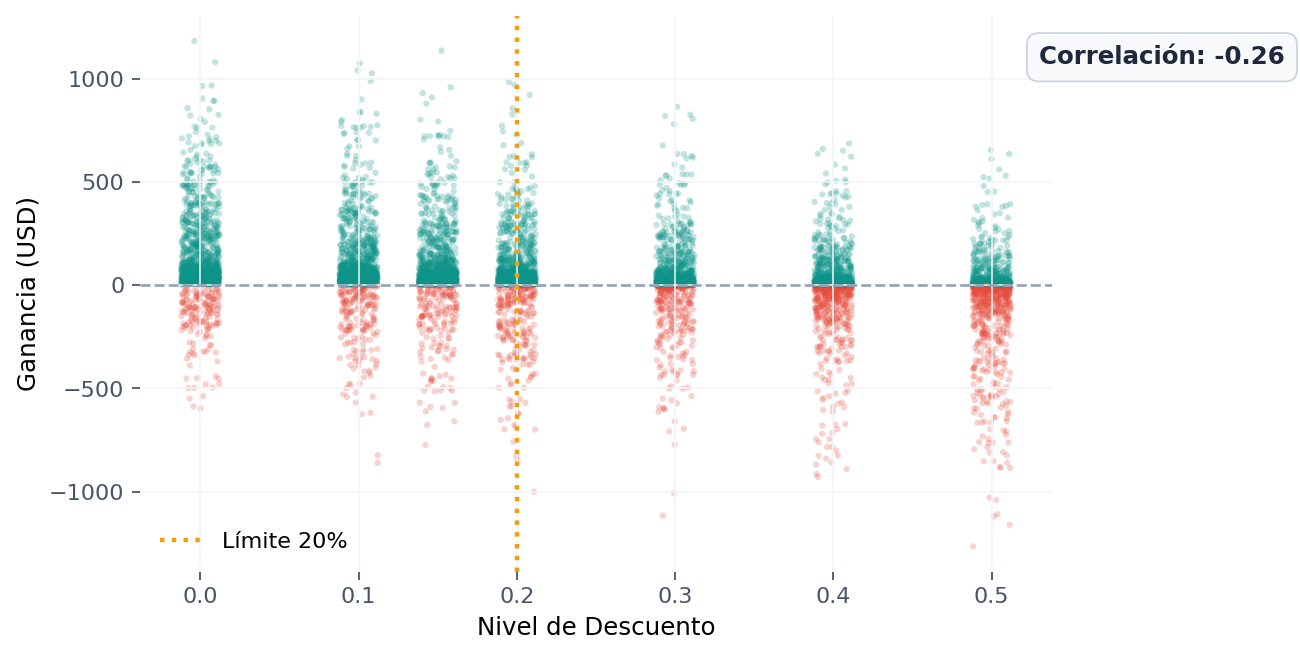 Correlación: -0.26
Ganancia (USD)
1000
500
0
−500
−1000
Límite 20%
0.0
0.1
0.2
0.3
0.4
0.5
Nivel de Descuento